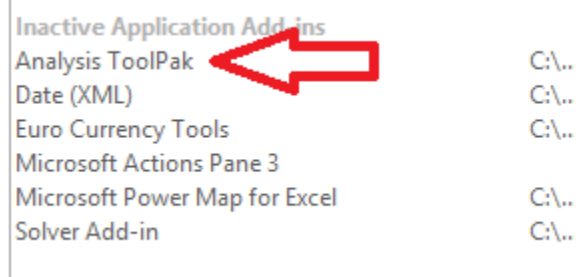 Inactive Application Add-ins
Analysis ToolPak C:\..
Date (XML) C:\..
Euro Currency Tools C:\..
Microsoft Actions Pane 3
Microsoft Power Map for Excel C:\..
Solver Add-in C:\..